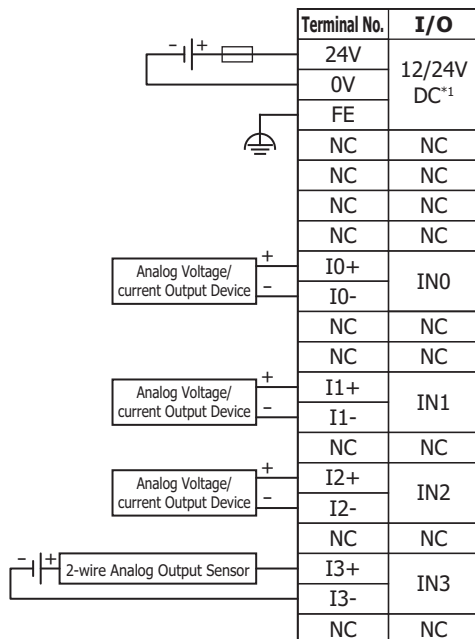 Terminal No. I/O
- + 24V 12/24V DC*1
0V
FE
NC NC
NC NC
NC NC
NC NC
Analog Voltage/ current Output Device + I0+ IN0
- I0-
NC NC
NC NC
Analog Voltage/ current Output Device + I1+ IN1
- I1-
NC NC
Analog Voltage/ current Output Device + I2+ IN2
- I2-
NC NC
- + 2-wire Analog Output Sensor I3+ IN3
I3-
NC NC